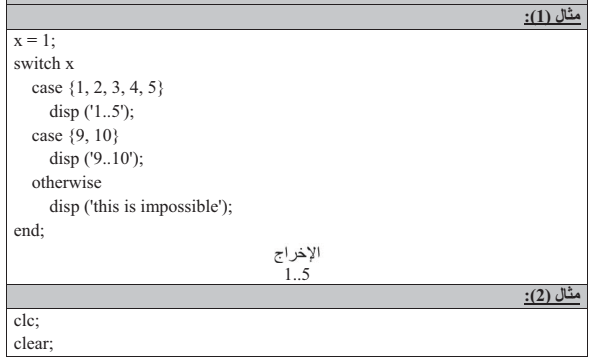 مثال (1):
x = 1;
switch x
case {1, 2, 3, 4, 5}
disp ('1..5');
case {9, 10}
disp ('9..10');
otherwise
disp ('this is impossible');
end;
الإخراج
1..5
مثال (2):
clc;
clear;